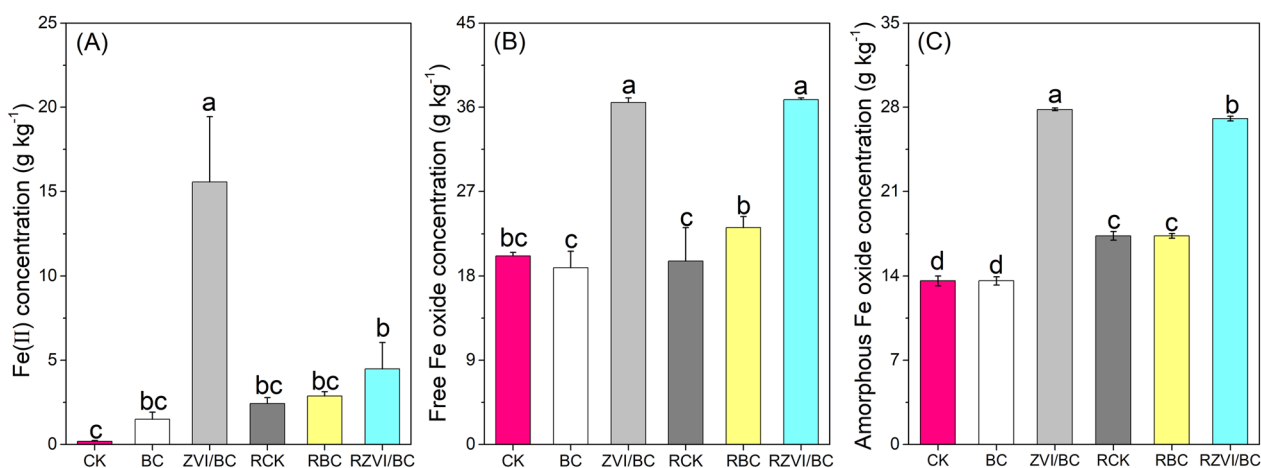 (A)
Fe(II) concentration (g kg-1)
25
20
15
10
5
0
c
bc
a
bc
bc
b
CK BC ZVI/BC RCK RBC RZVI/BC
(B)
Free Fe oxide concentration (g kg-1)
45
36
27
18
9
0
bc
c
a
c
b
a
CK BC ZVI/BC RCK RBC RZVI/BC
(C)
Amorphous Fe oxide concentration (g kg-1)
35
28
21
14
7
0
d
d
a
c
c
b
CK BC ZVI/BC RCK RBC RZVI/BC